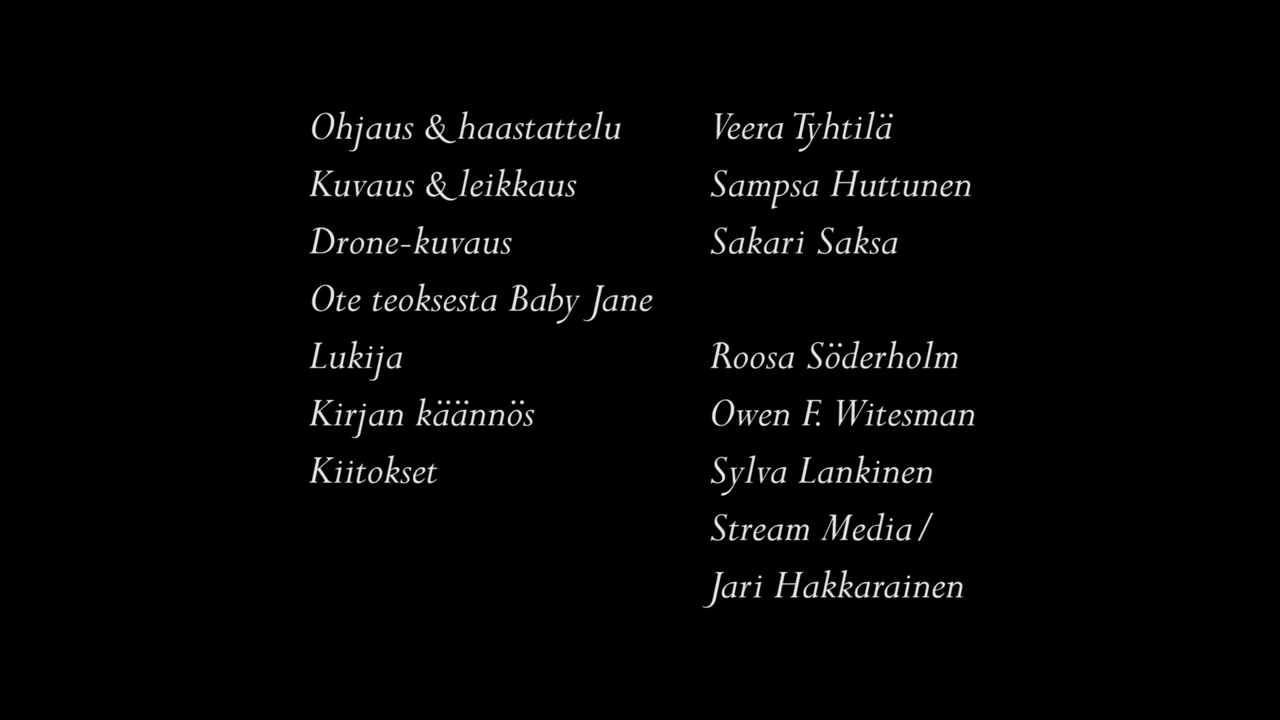 Ohjaus & haastattelu Veera Tyhtilä
Kuvaus & leikkaus Sampsa Huttunen
Drone-kuvaus Sakari Saksa
Ote teoksesta Baby Jane
Lukija Roosa Söderholm
Kirjan käännös Owen F. Witesman
Kiitokset Sylva Lankinen
Stream Media /
Jari Hakkarainen